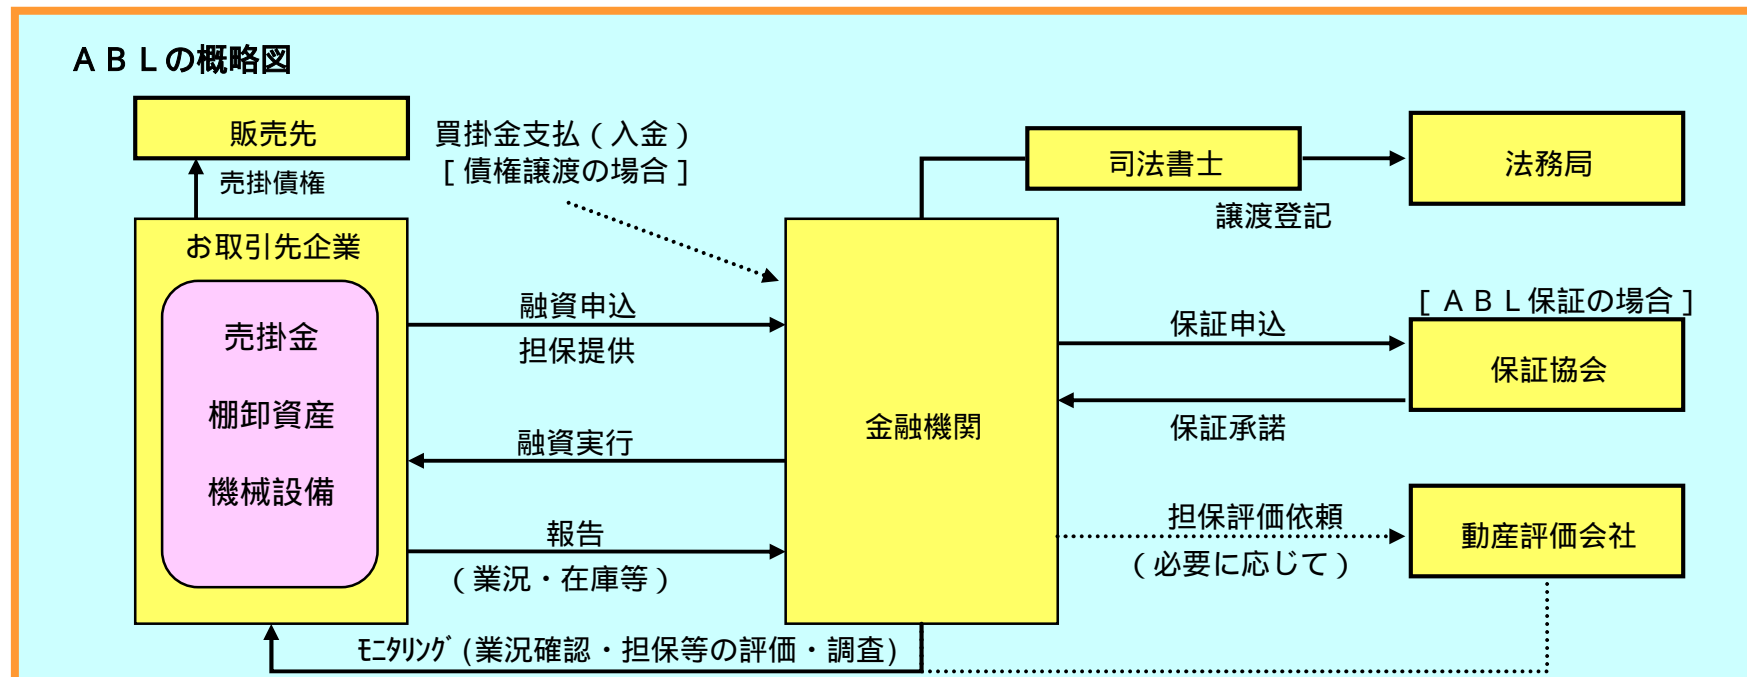 ＡＢＬの概略図
販売先
売掛債権
買掛金支払（入金）
［債権譲渡の場合］
司法書士
法務局
譲渡登記
お取引先企業
売掛金
棚卸資産
機械設備
融資申込
担保提供
融資実行
報告
（業況・在庫等）
金融機関
［ＡＢＬ保証の場合］
保証申込
保証協会
保証承諾
担保評価依頼
（必要に応じて）
動産評価会社
ﾓﾆﾀﾘﾝｸﾞ(業況確認・担保等の評価・調査)